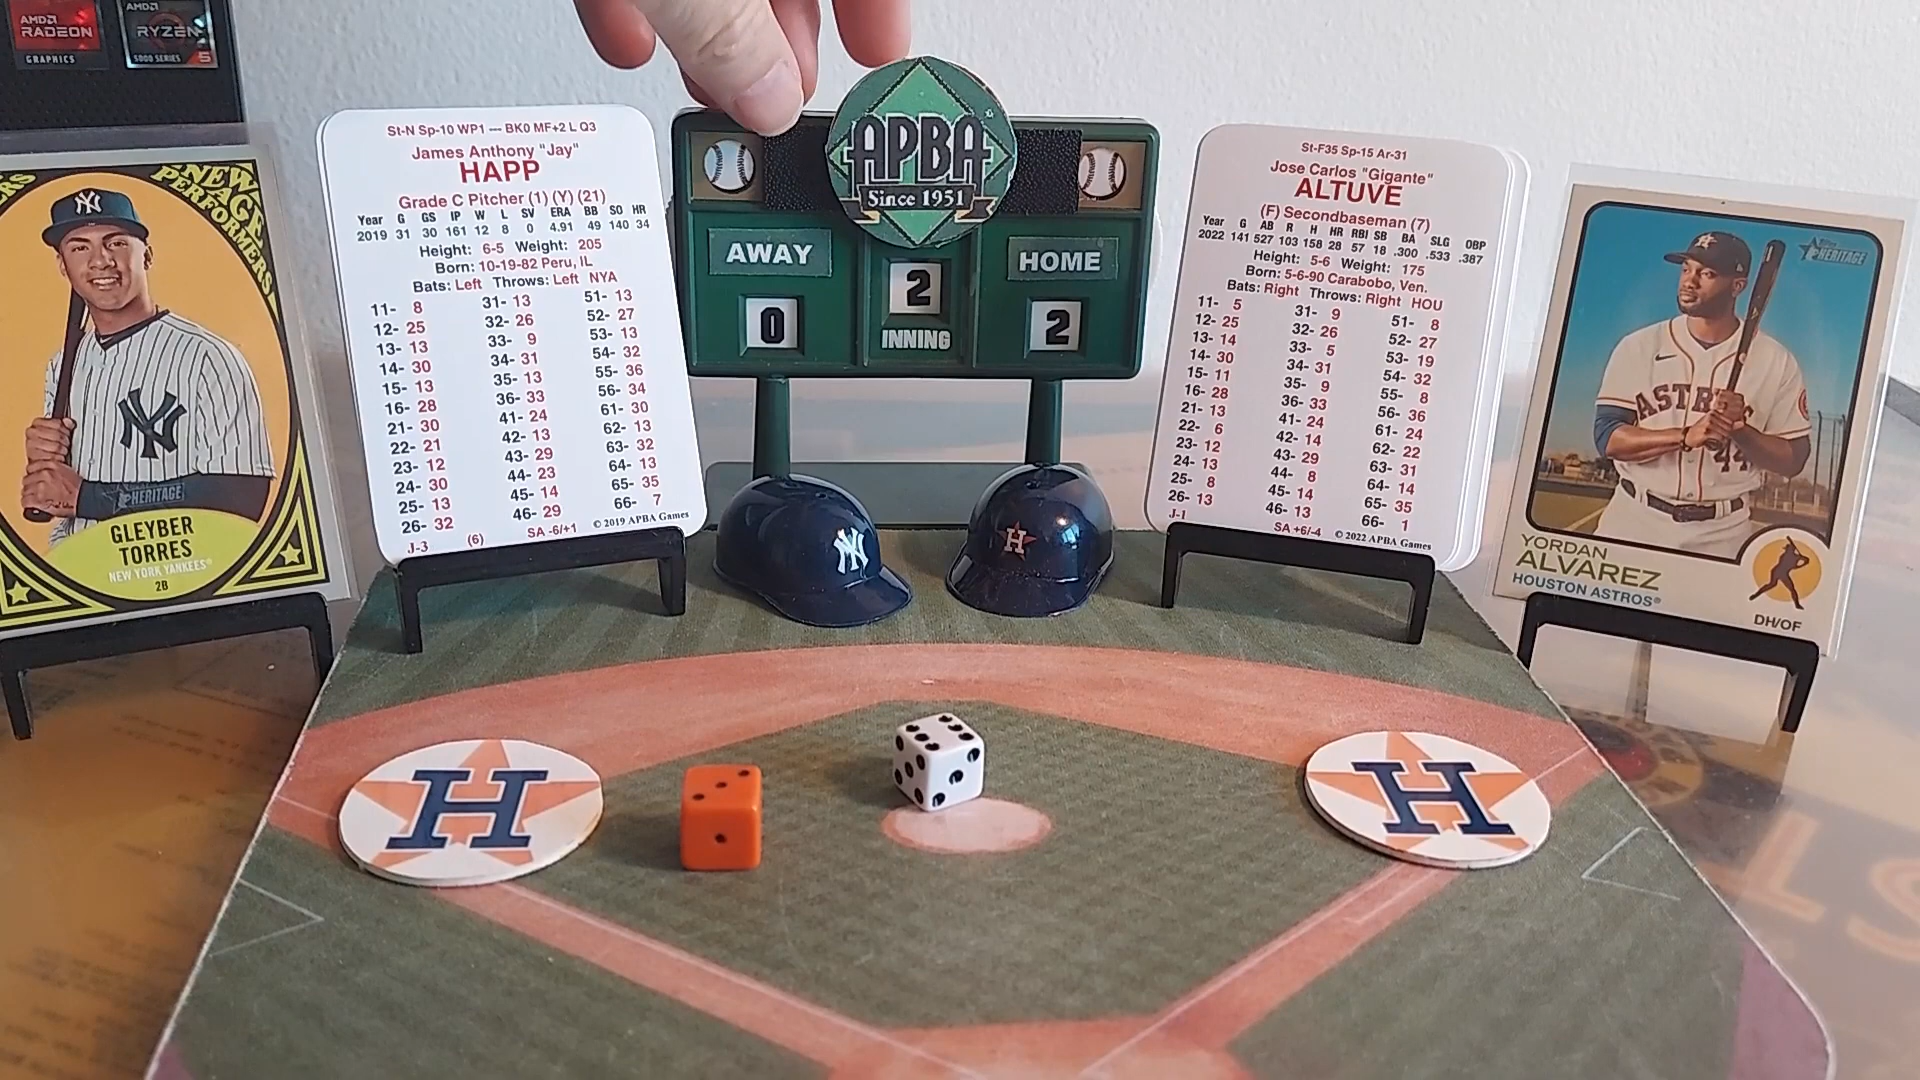 AMD
RADEON
GRAPHICS
AMD
RYZEN
5000 SERIES 5
NEW AGE
PERFORMERS
NY
NY
HERITAGE
GLEYBER
TORRES
NEW YORK YANKEES®
2B
St-N Sp-10 WP1 --- BK0 MF+2 L Q3
James Anthony "Jay"
HAPP
Grade C Pitcher (1) (Y) (21)
Year G GS IP W L SV ERA BB SO HR
2019 31 30 161 12 8 0 4.91 49 140 34
Height: 6-5 Weight: 205
Born: 10-19-82 Peru, IL
Bats: Left Throws: Left NYA
11- 8 31- 13 51- 13
12- 25 32- 26 52- 27
13- 13 33- 9 53- 13
14- 30 34- 31 54- 32
15- 13 35- 13 55- 36
16- 28 36- 33 56- 34
21- 30 41- 24 61- 30
22- 21 42- 13 62- 13
23- 12 43- 29 63- 32
24- 30 44- 23 64- 13
25- 13 45- 14 65- 35
26- 32 46- 29 66- 7
J-3 (6) SA -6/+1 © 2019 APBA Games
APBA
Since 1951
AWAY
0
2
INNING
HOME
2
NY
H
St-F35 Sp-15 Ar-31
Jose Carlos "Gigante"
ALTUVE
(F) Secondbaseman (7)
Year G AB R H HR RBI SB BA SLG OBP
2022 141 527 103 158 28 57 18 .300 .533 .387
Height: 5-6 Weight: 175
Born: 5-6-90 Carabobo, Ven.
Bats: Right Throws: Right HOU
11- 5 31- 9 51- 8
12- 25 32- 26 52- 27
13- 14 33- 5 53- 19
14- 30 34- 31 54- 32
15- 11 35- 9 55- 8
16- 28 36- 33 56- 36
21- 13 41- 24 61- 24
22- 6 42- 14 62- 22
23- 12 43- 29 63- 31
24- 13 44- 8 64- 14
25- 8 45- 14 65- 35
26- 13 46- 13 66- 1
J-1 SA +6/-4 © 2022 APBA Games
Topps
HERITAGE
H
ASTR
44
YORDAN
ALVAREZ
HOUSTON ASTROS®
DH/OF
H
H